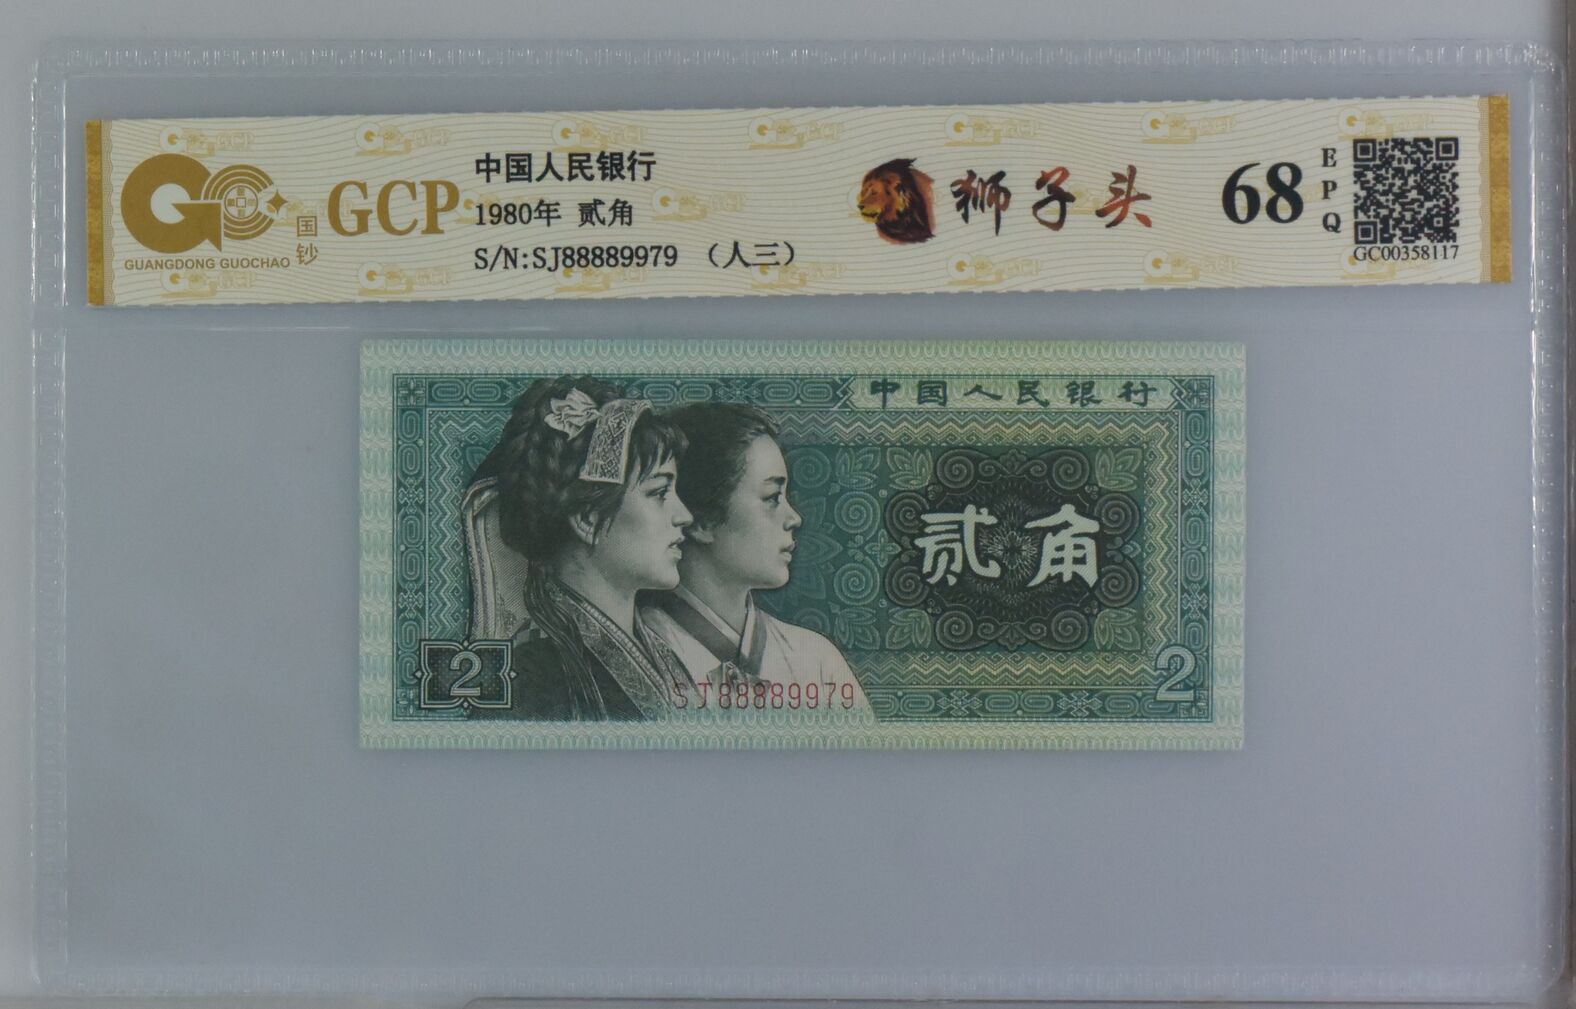 GCP
国钞
GUANGDONG GUOCHAO
中国人民银行
1980年 贰角
S/N:SJ88889979 （人三）
狮子头
68
EPQ
GC00358117
中国人民银行
贰角
2
2
SJ88889979